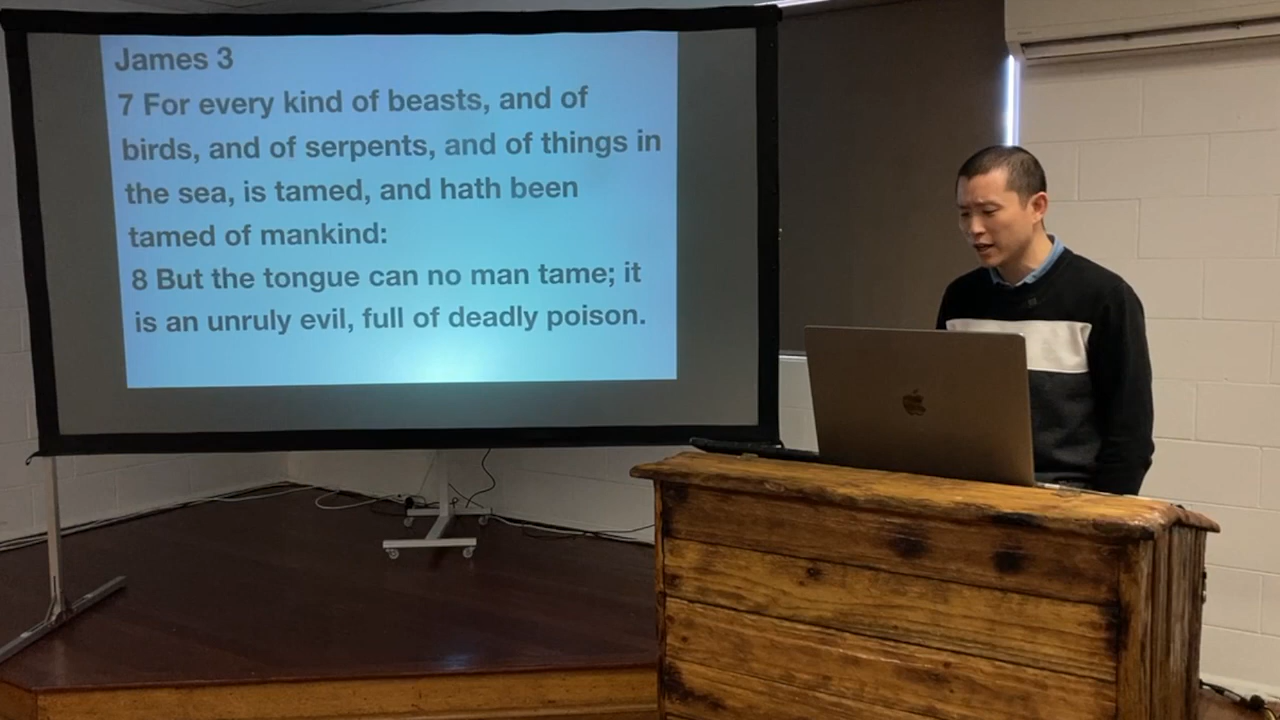 James 3
7 For every kind of beasts, and of
birds, and of serpents, and of things in
the sea, is tamed, and hath been
tamed of mankind:
8 But the tongue can no man tame; it
is an unruly evil, full of deadly poison.